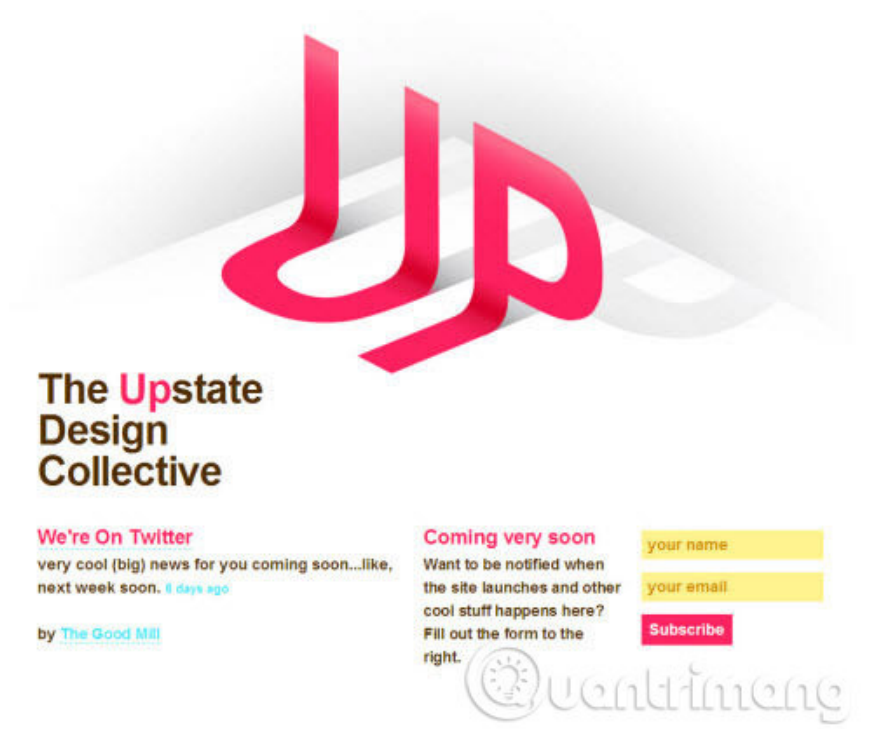 UP
The Upstate
Design
Collective
We're On Twitter
very cool (big) news for you coming soon...like,
next week soon. 8 days ago
by The Good Mill
Coming very soon
Want to be notified when
the site launches and other
cool stuff happens here?
Fill out the form to the
right.
your name
your email
Subscribe
Quantrimang